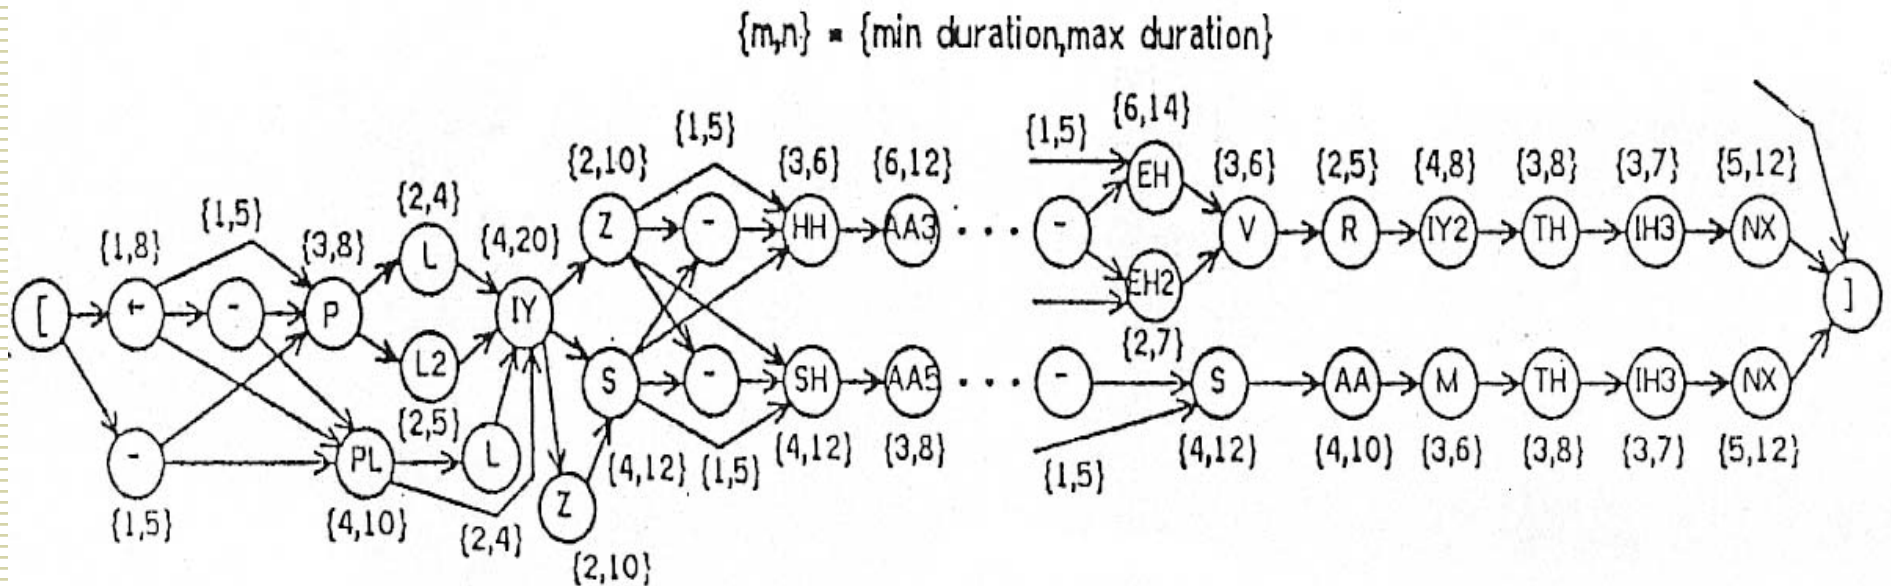 {m,n} = {min duration,max duration}
{6,14}
{1,5} {1,5}
{2,10} {3,6} {6,12} {3,6} {2,5} {4,8} {3,8} {3,7} {5,12}
EH
{2,4}
{1,5}
Z - HH AA3 . . . - V R IY2 TH IH3 NX
{1,8} {3,8} L {4,20}
EH2
[ ← - P IY ]
{2,7}
L2 S - SH AA5 . . . - S AA M TH IH3 NX
{2,5}
- PL L {4,12} {1,5} {4,12} {3,8} {1,5} {4,12} {4,10} {3,6} {3,8} {3,7} {5,12}
Z
{1,5} {4,10} {2,4}
{2,10}